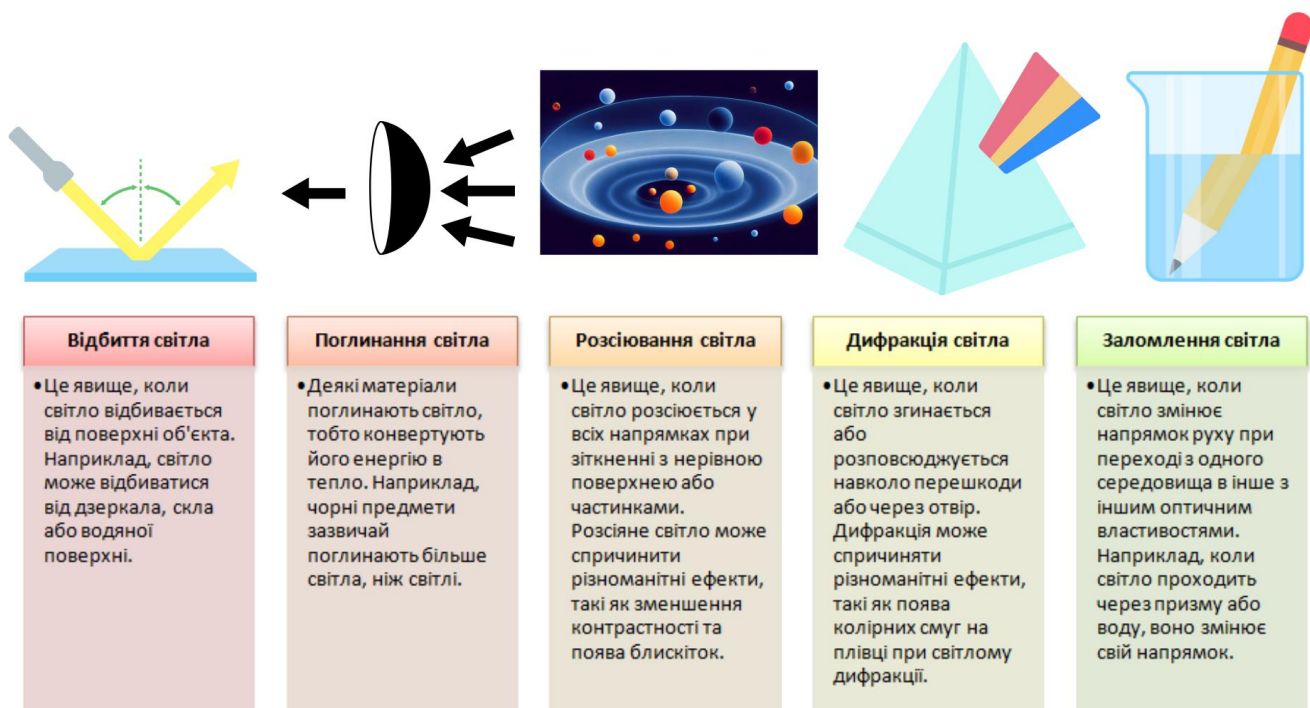 Відбиття світла
•Це явище, коли
світло відбивається
від поверхні об'єкта.
Наприклад, світло
може відбиватися
від дзеркала, скла
або водяної
поверхні.
Поглинання світла
•Деякі матеріали
поглинають світло,
тобто конвертують
його енергію в
тепло. Наприклад,
чорні предмети
зазвичай
поглинають більше
світла, ніж світлі.
Розсіювання світла
•Це явище, коли
світло розсіюється у
всіх напрямках при
зіткненні з нерівною
поверхнею або
частинками.
Розсіяне світло може
спричинити
різноманітні ефекти,
такі як зменшення
контрастності та
поява блискіток.
Дифракція світла
•Це явище, коли
світло згинається
або
розповсюджується
навколо перешкоди
або через отвір.
Дифракція може
спричиняти
різноманітні ефекти,
такі як поява
колірних смуг на
плівці при світлому
дифракції.
Заломлення світла
•Це явище, коли
світло змінює
напрямок руху при
переході з одного
середовища в інше з
іншим оптичним
властивостями.
Наприклад, коли
світло проходить
через призму або
воду, воно змінює
свій напрямок.